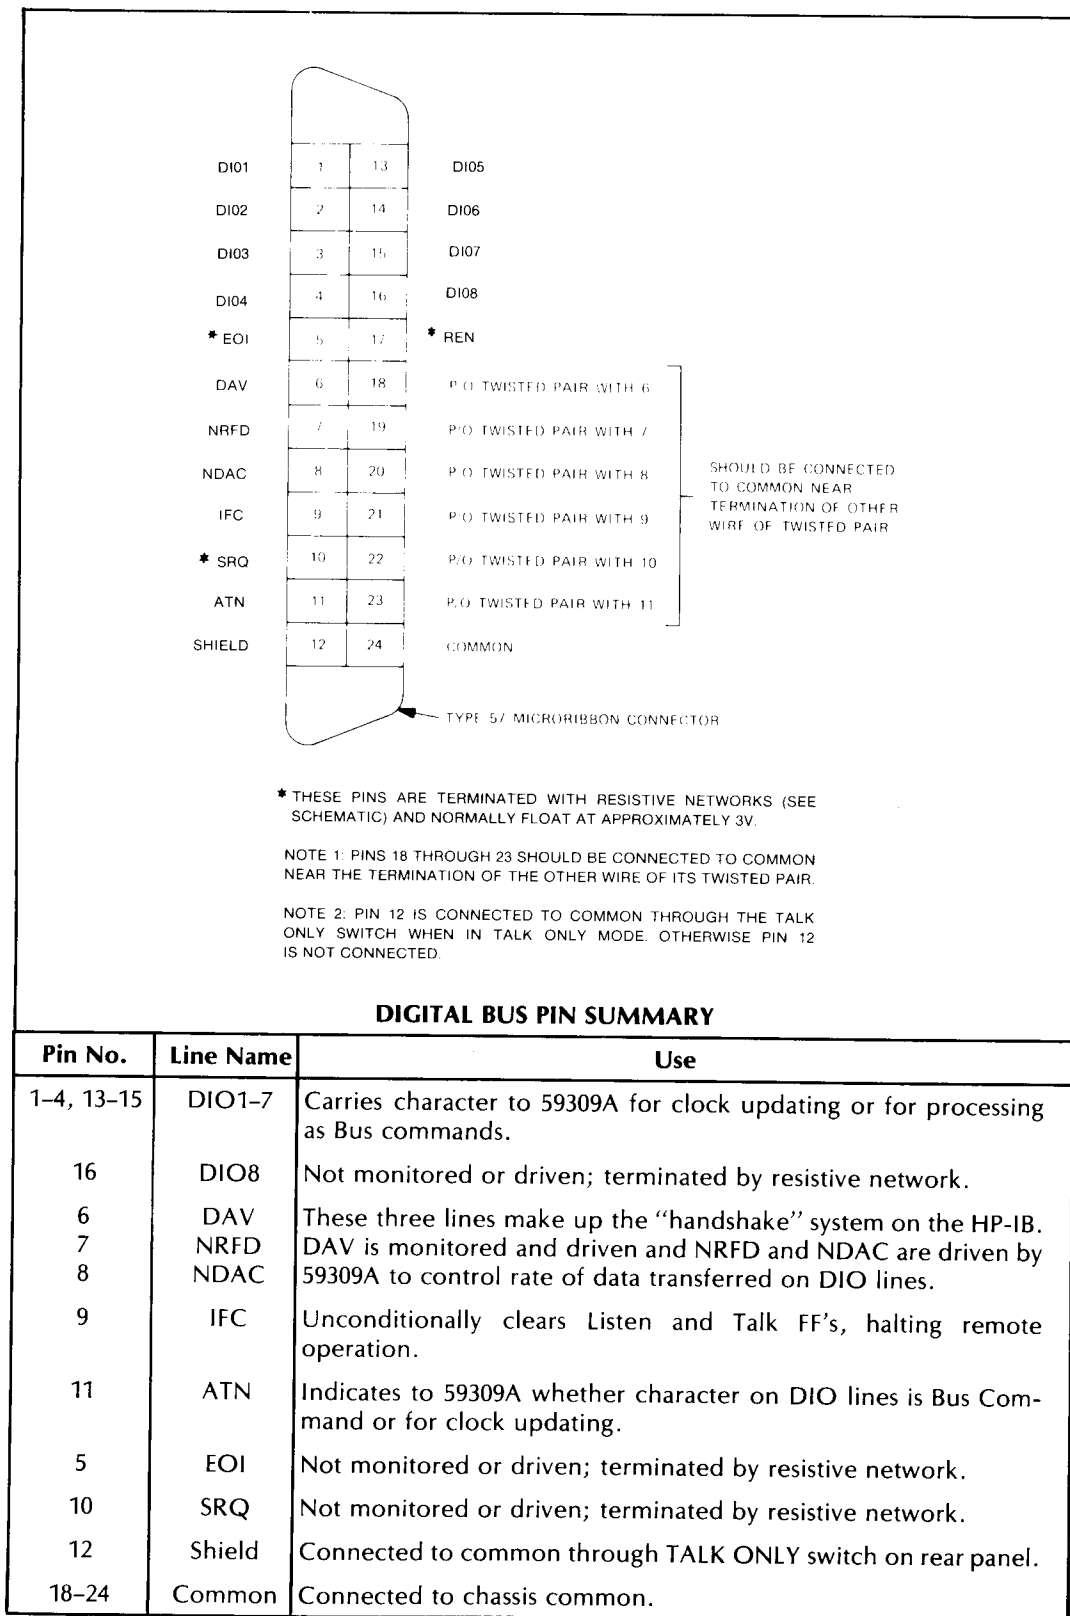 DI01 1 13 DI05
DI02 2 14 DI06
DI03 3 15 DI07
DI04 4 16 DI08
* EOI 5 17 * REN
DAV 6 18 P/O TWISTED PAIR WITH 6
NRFD 7 19 P/O TWISTED PAIR WITH 7
NDAC 8 20 P/O TWISTED PAIR WITH 8
IFC 9 21 P/O TWISTED PAIR WITH 9
* SRQ 10 22 P/O TWISTED PAIR WITH 10
ATN 11 23 P/O TWISTED PAIR WITH 11
SHIELD 12 24 COMMON
SHOULD BE CONNECTED
TO COMMON NEAR
TERMINATION OF OTHER
WIRE OF TWISTED PAIR
TYPE 57 MICRORIBBON CONNECTOR
* THESE PINS ARE TERMINATED WITH RESISTIVE NETWORKS (SEE
SCHEMATIC) AND NORMALLY FLOAT AT APPROXIMATELY 3V.
NOTE 1: PINS 18 THROUGH 23 SHOULD BE CONNECTED TO COMMON
NEAR THE TERMINATION OF THE OTHER WIRE OF ITS TWISTED PAIR.
NOTE 2: PIN 12 IS CONNECTED TO COMMON THROUGH THE TALK
ONLY SWITCH WHEN IN TALK ONLY MODE. OTHERWISE PIN 12
IS NOT CONNECTED.
DIGITAL BUS PIN SUMMARY
Pin No. Line Name Use
1–4, 13–15 DIO1–7 Carries character to 59309A for clock updating or for processing
as Bus commands.
16 DIO8 Not monitored or driven; terminated by resistive network.
6 DAV These three lines make up the “handshake” system on the HP-IB.
7 NRFD DAV is monitored and driven and NRFD and NDAC are driven by
8 NDAC 59309A to control rate of data transferred on DIO lines.
9 IFC Unconditionally clears Listen and Talk FF's, halting remote
operation.
11 ATN Indicates to 59309A whether character on DIO lines is Bus Com-
mand or for clock updating.
5 EOI Not monitored or driven; terminated by resistive network.
10 SRQ Not monitored or driven; terminated by resistive network.
12 Shield Connected to common through TALK ONLY switch on rear panel.
18–24 Common Connected to chassis common.